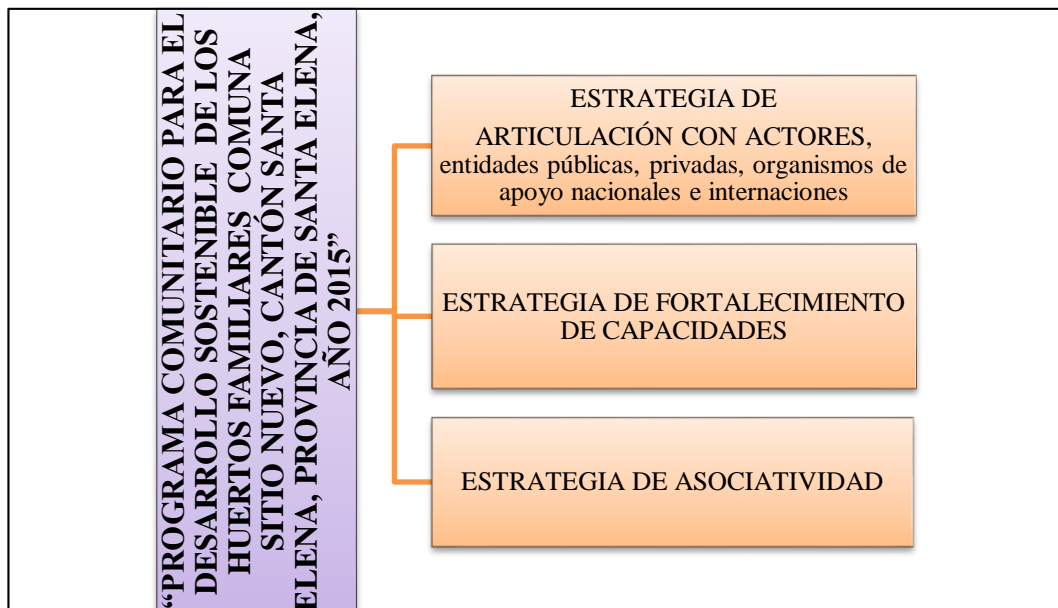 “PROGRAMA COMUNITARIO PARA EL
DESARROLLO SOSTENIBLE DE LOS
HUERTOS FAMILIARES COMUNA
SITIO NUEVO, CANTÓN SANTA
ELENA, PROVINCIA DE SANTA ELENA,
AÑO 2015”
ESTRATEGIA DE
ARTICULACIÓN CON ACTORES,
entidades públicas, privadas, organismos de
apoyo nacionales e internaciones
ESTRATEGIA DE FORTALECIMIENTO
DE CAPACIDADES
ESTRATEGIA DE ASOCIATIVIDAD